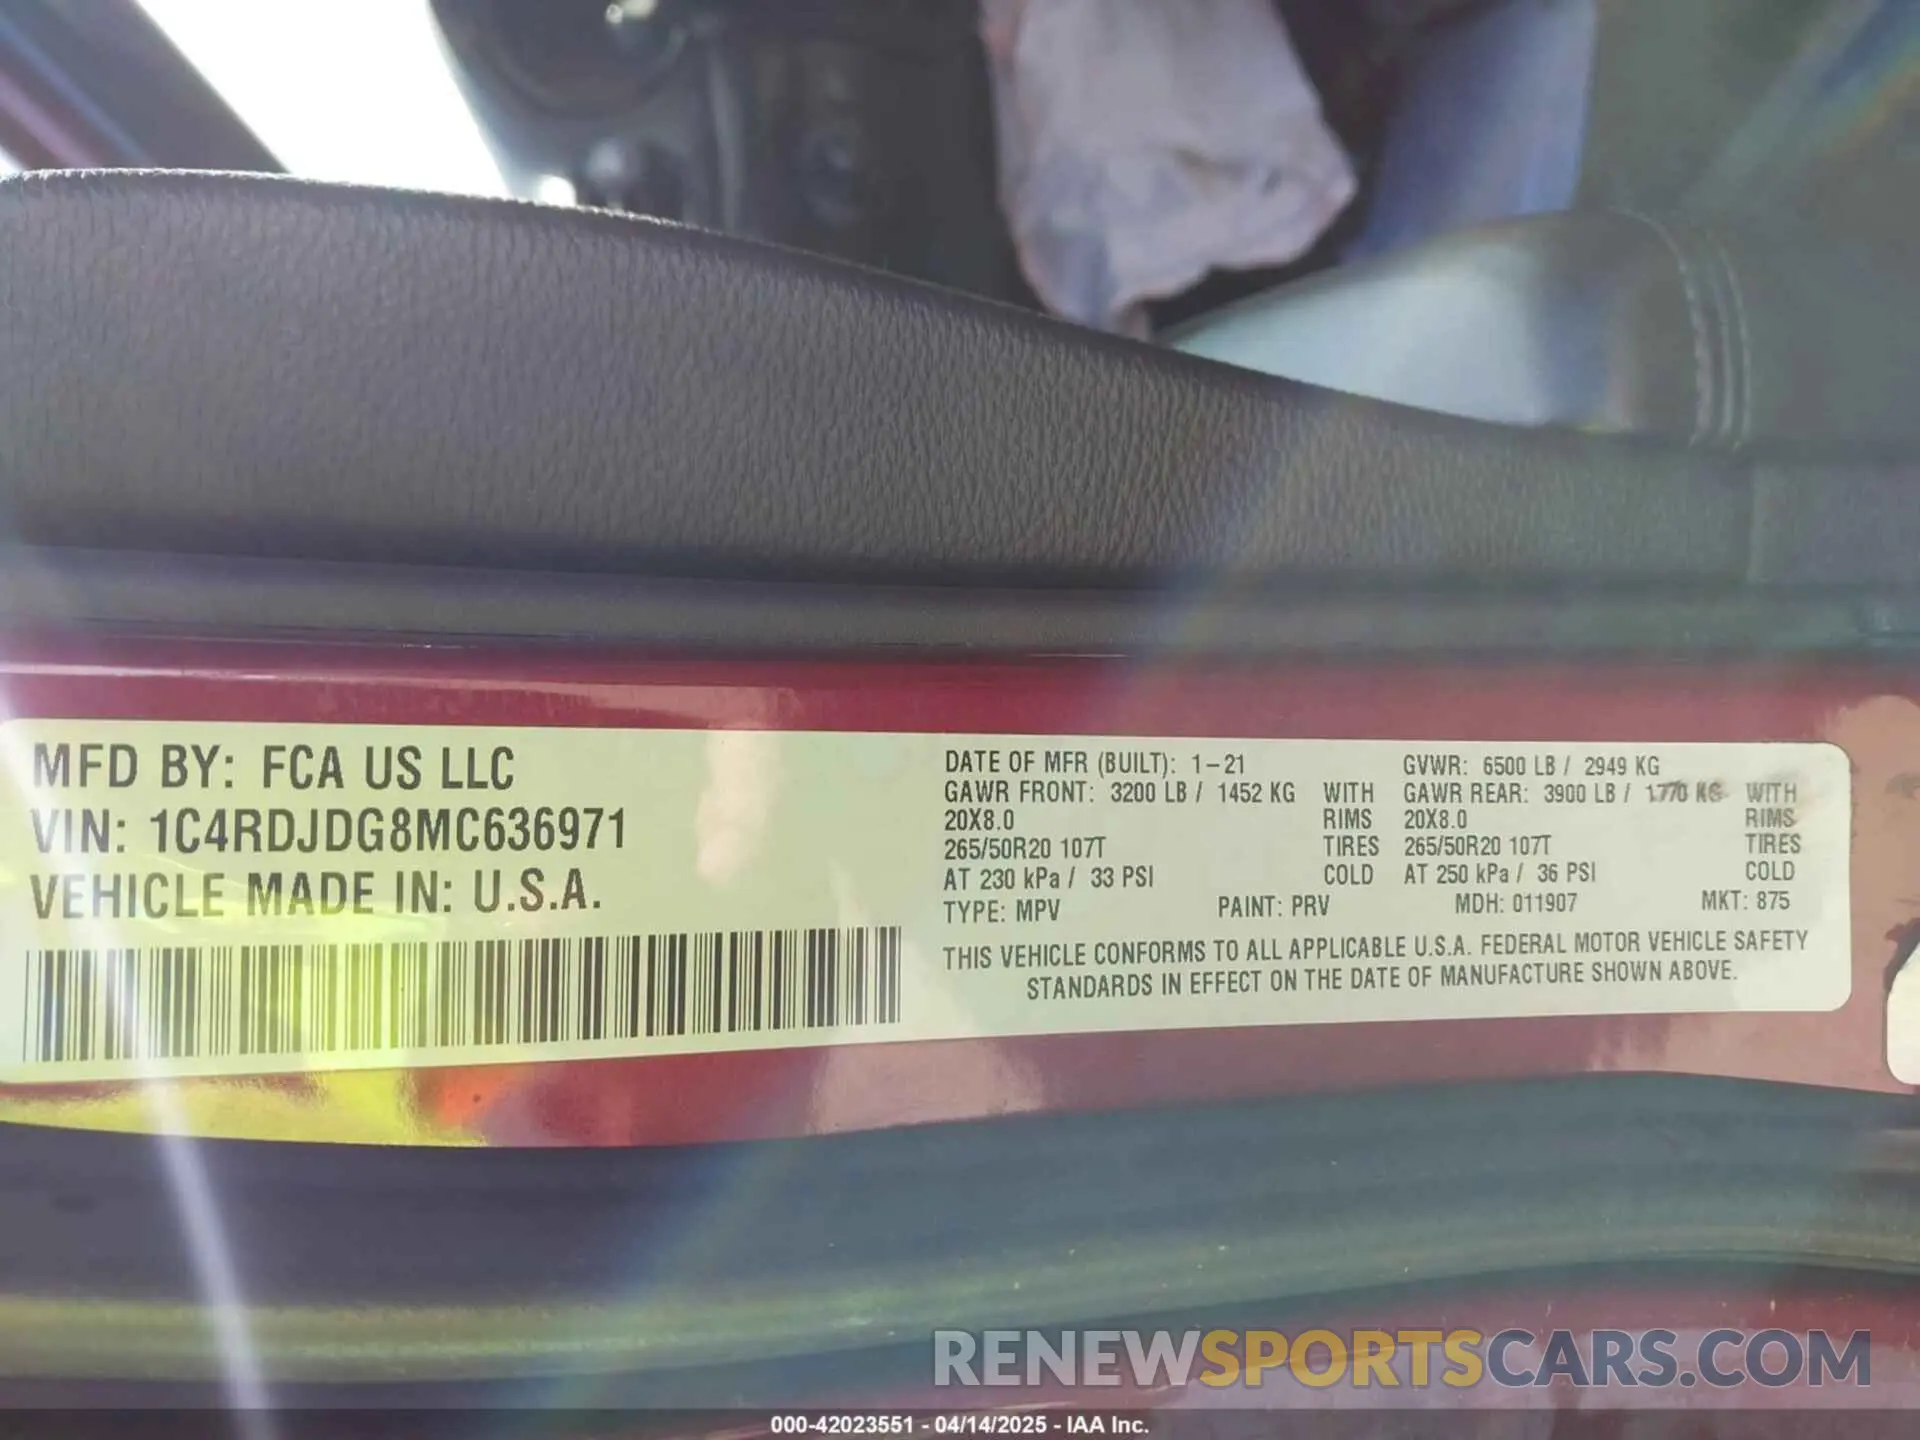 MFD BY: FCA US LLC
VIN: 1C4RDJDG8MC636971
VEHICLE MADE IN: U.S.A.
DATE OF MFR (BUILT): 1-21 GVWR: 6500 LB / 2949 KG
GAWR FRONT: 3200 LB / 1452 KG WITH GAWR REAR: 3900 LB / 1770 KG WITH
20X8.0 RIMS 20X8.0 RIMS
265/50R20 107T TIRES 265/50R20 107T TIRES
AT 230 kPa / 33 PSI COLD AT 250 kPa / 36 PSI COLD
TYPE: MPV PAINT: PRV MDH: 011907 MKT: 875
THIS VEHICLE CONFORMS TO ALL APPLICABLE U.S.A. FEDERAL MOTOR VEHICLE SAFETY
STANDARDS IN EFFECT ON THE DATE OF MANUFACTURE SHOWN ABOVE.
RENEWSPORTSCARS.COM
000-42023551 - 04/14/2025 - IAA Inc.